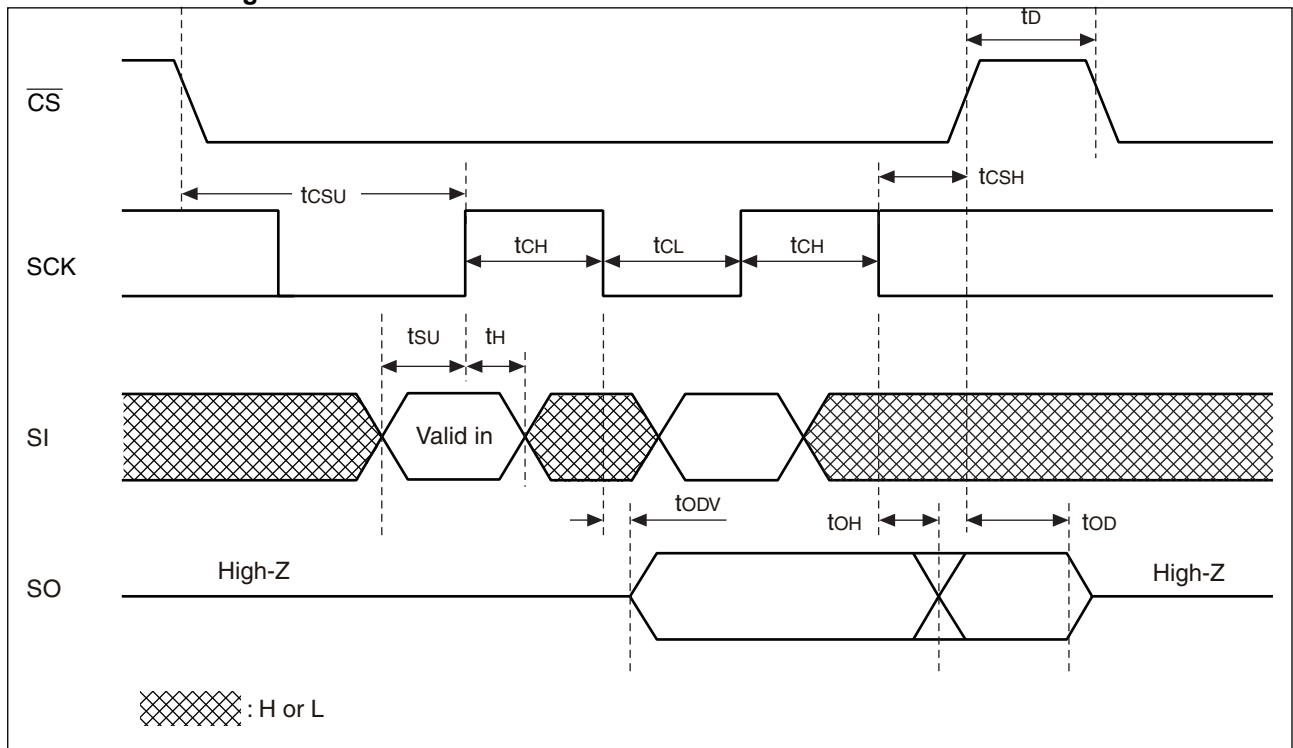 tD
CS
tCSU
tCSH
SCK
tCH
tCL
tCH
tSU
tH
SI
Valid in
tODV
tOH
tOD
SO
High-Z
High-Z
: H or L